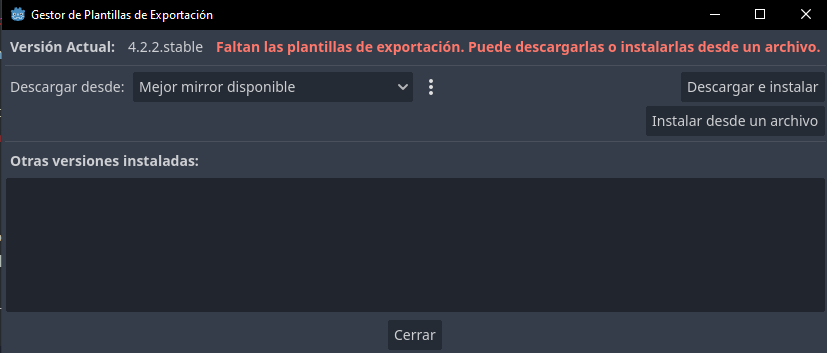 Gestor de Plantillas de Exportación
Versión Actual: 4.2.2.stable Faltan las plantillas de exportación. Puede descargarlas o instalarlas desde un archivo.
Descargar desde: Mejor mirror disponible Descargar e instalar
Instalar desde un archivo
Otras versiones instaladas:
Cerrar